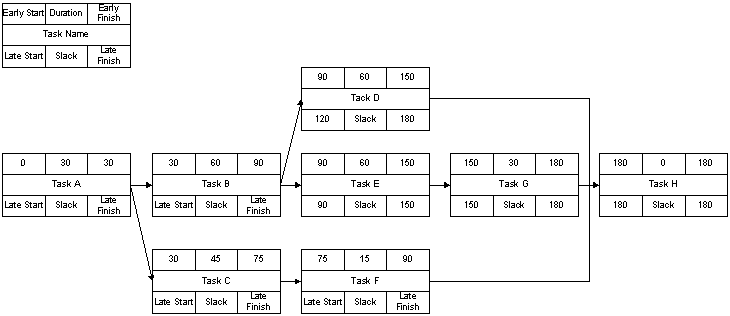 Early Start Duration Early Finish
Task Name
Late Start Slack Late Finish
90 60 150
Tack D
120 Slack 180
0 30 30
Task A
Late Start Slack Late Finish
30 60 90
Task B
Late Start Slack Late Finish
90 60 150
Task E
90 Slack 150
150 30 180
Task G
150 Slack 180
180 0 180
Task H
180 Slack 180
30 45 75
Task C
Late Start Slack Late Finish
75 15 90
Task F
Late Start Slack Late Finish